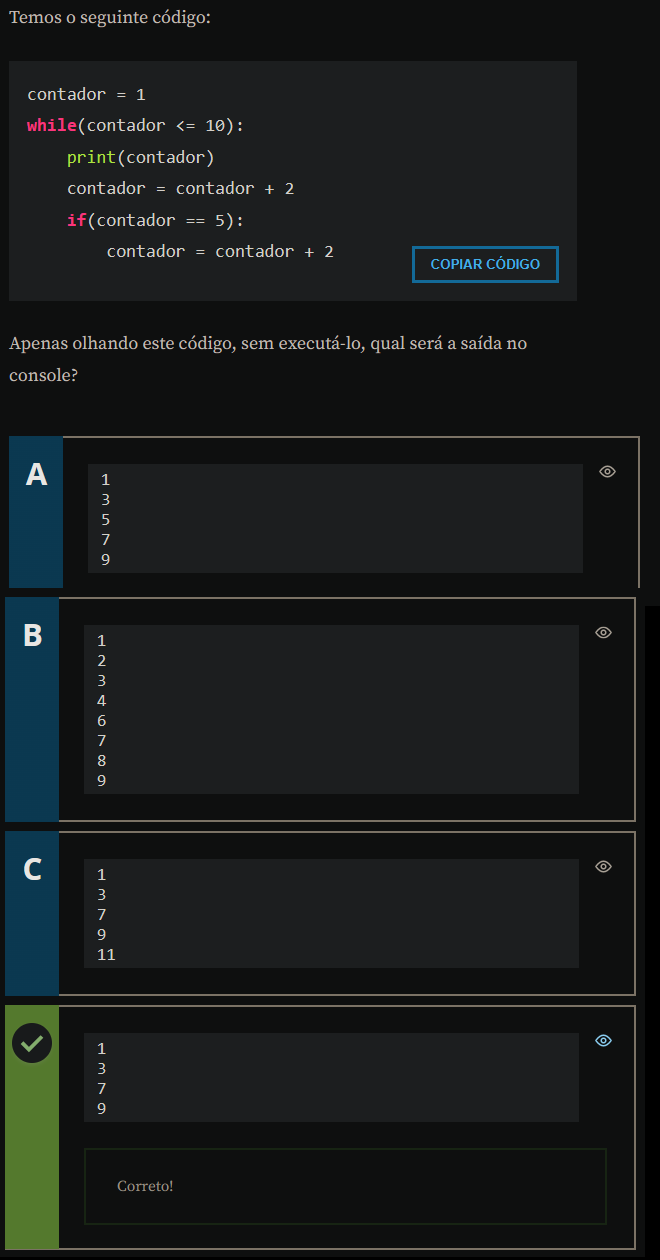 Temos o seguinte código:
contador = 1
while(contador <= 10):
    print(contador)
    contador = contador + 2
    if(contador == 5):
        contador = contador + 2
COPIAR CÓDIGO
Apenas olhando este código, sem executá-lo, qual será a saída no
console?
A
1
3
5
7
9
B
1
2
3
4
6
7
8
9
C
1
3
7
9
11
1
3
7
9
Correto!